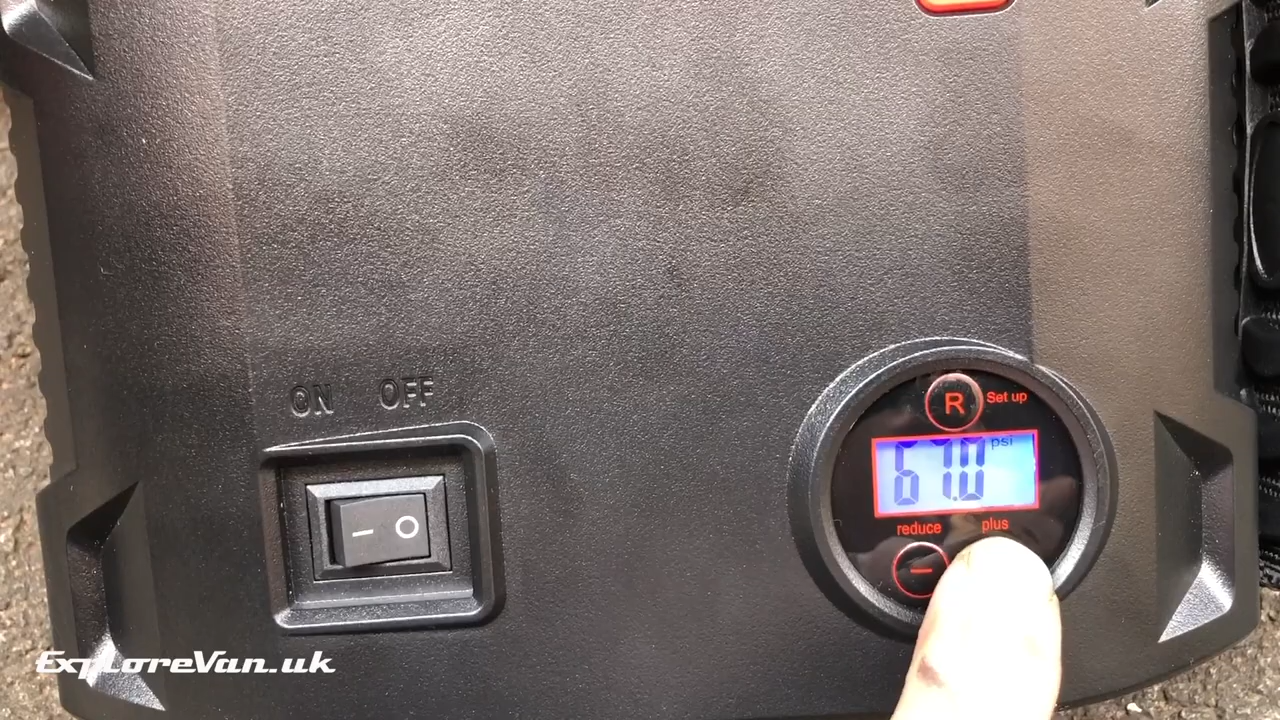 ON OFF
R Set up
67.0 psi
reduce plus
−
— O
ExploreVan.uk